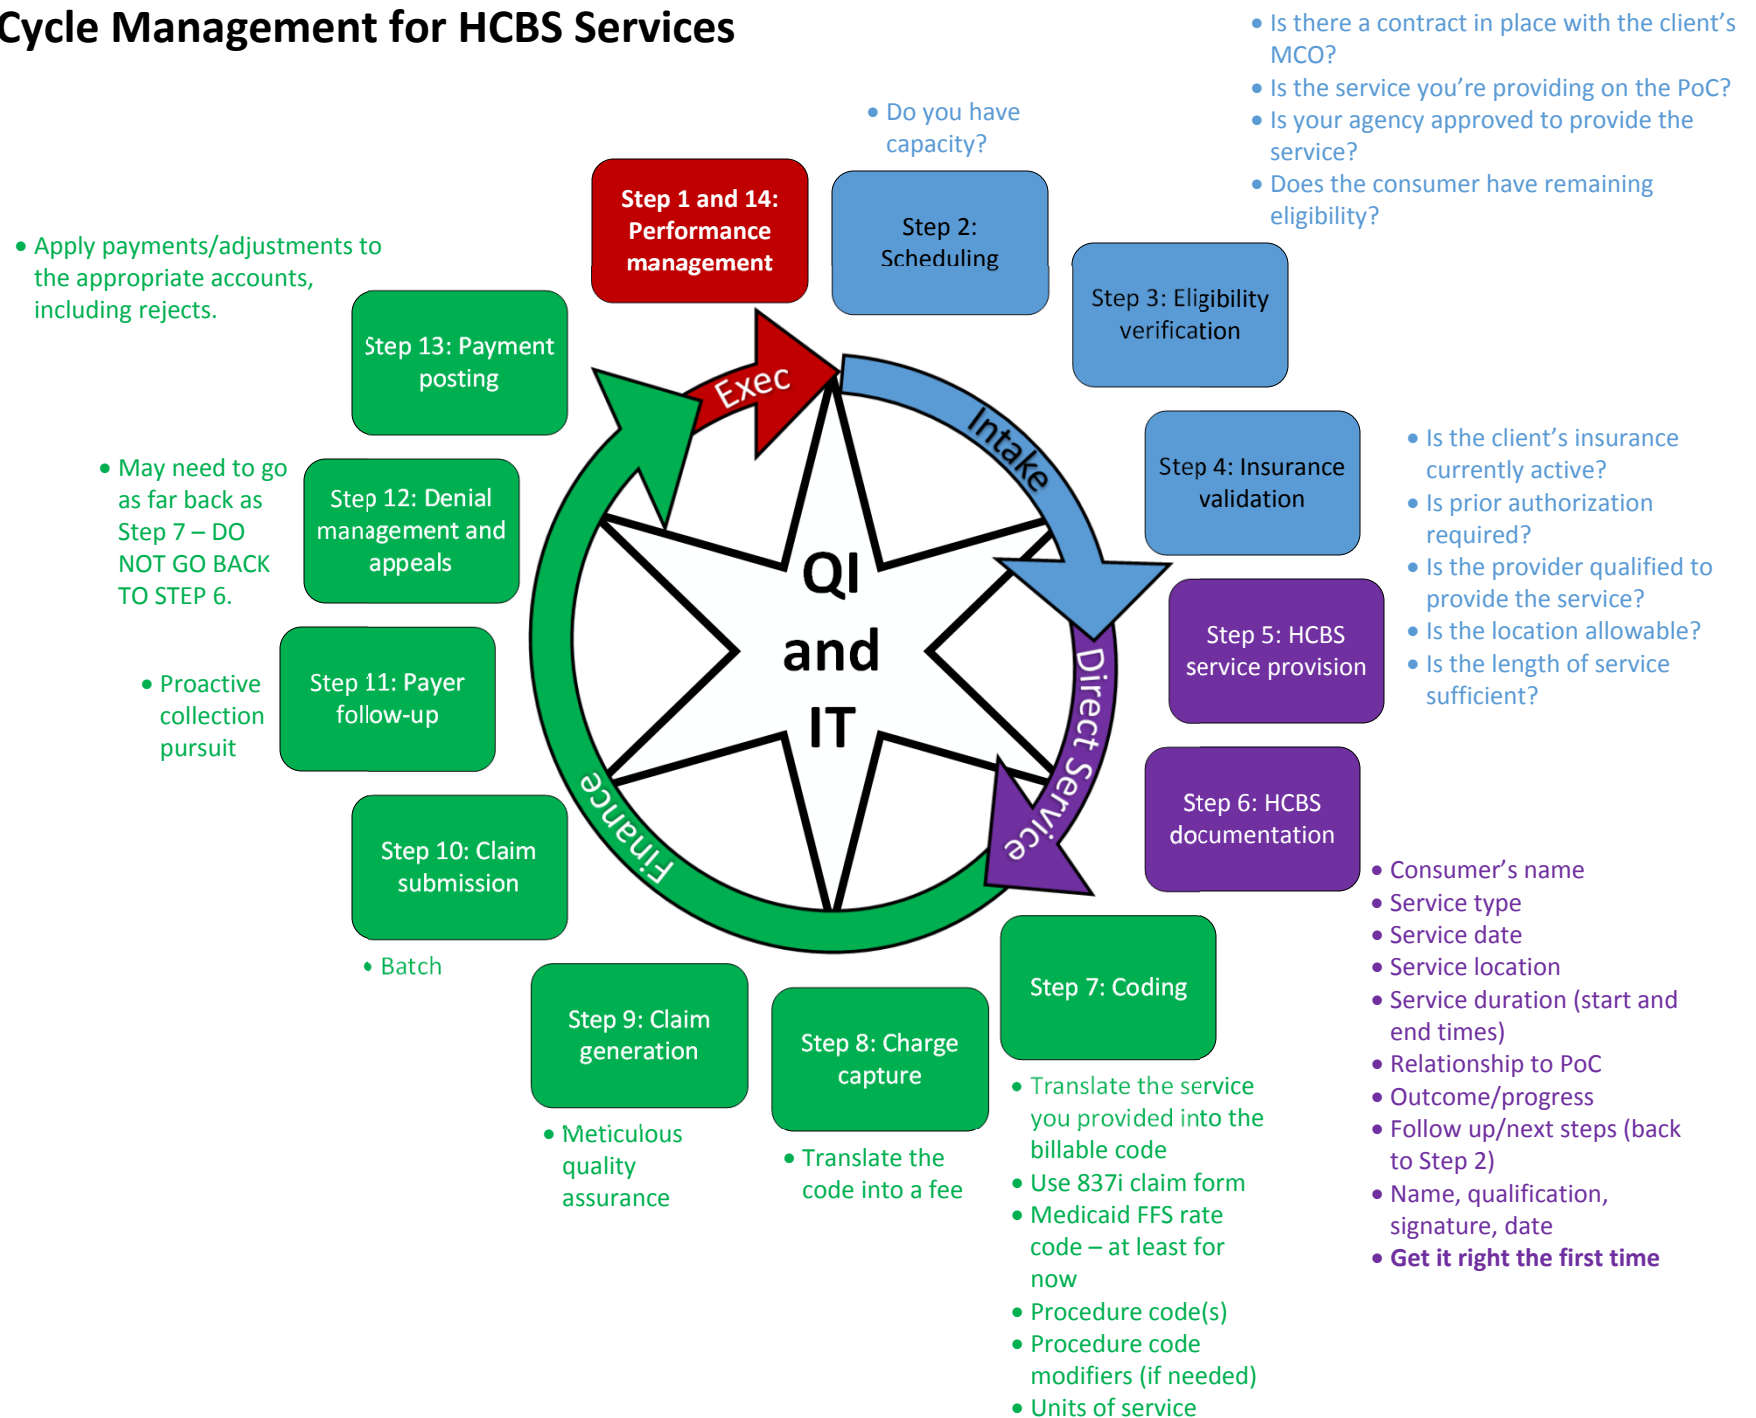 Cycle Management for HCBS Services
• Is there a contract in place with the client's
MCO?
• Is the service you're providing on the PoC?
• Is your agency approved to provide the
service?
• Does the consumer have remaining
eligibility?
• Do you have
capacity?
Step 1 and 14:
Performance
management
Step 2:
Scheduling
Step 3: Eligibility
verification
Step 4: Insurance
validation
• Is the client's insurance
currently active?
• Is prior authorization
required?
• Is the provider qualified to
provide the service?
• Is the location allowable?
• Is the length of service
sufficient?
Step 5: HCBS
service provision
Step 6: HCBS
documentation
• Consumer's name
• Service type
• Service date
• Service location
• Service duration (start and
end times)
• Relationship to PoC
• Outcome/progress
• Follow up/next steps (back
to Step 2)
• Name, qualification,
signature, date
• Get it right the first time
Step 7: Coding
• Translate the service
you provided into the
billable code
• Use 837i claim form
• Medicaid FFS rate
code – at least for
now
• Procedure code(s)
• Procedure code
modifiers (if needed)
• Units of service
Step 8: Charge
capture
• Translate the
code into a fee
Step 9: Claim
generation
• Meticulous
quality
assurance
Step 10: Claim
submission
• Batch
Step 11: Payer
follow-up
• Proactive
collection
pursuit
Step 12: Denial
management and
appeals
• May need to go
as far back as
Step 7 – DO
NOT GO BACK
TO STEP 6.
Step 13: Payment
posting
• Apply payments/adjustments to
the appropriate accounts,
including rejects.
Exec
Intake
Direct Service
Finance
QI
and
IT